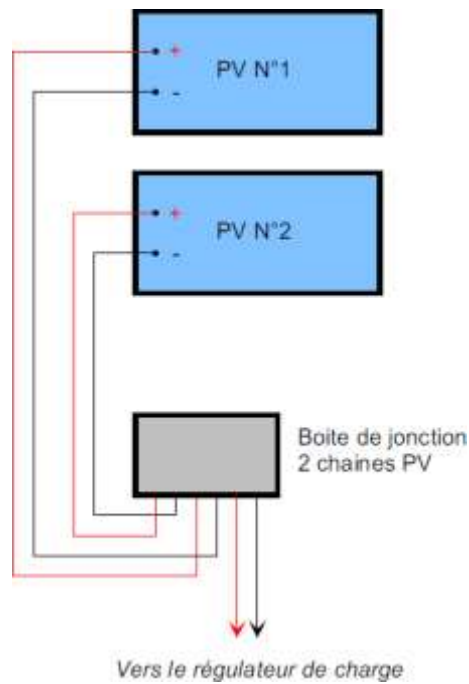 +
PV N°1
-
+
PV N°2
-
Boite de jonction
2 chaines PV
Vers le régulateur de charge